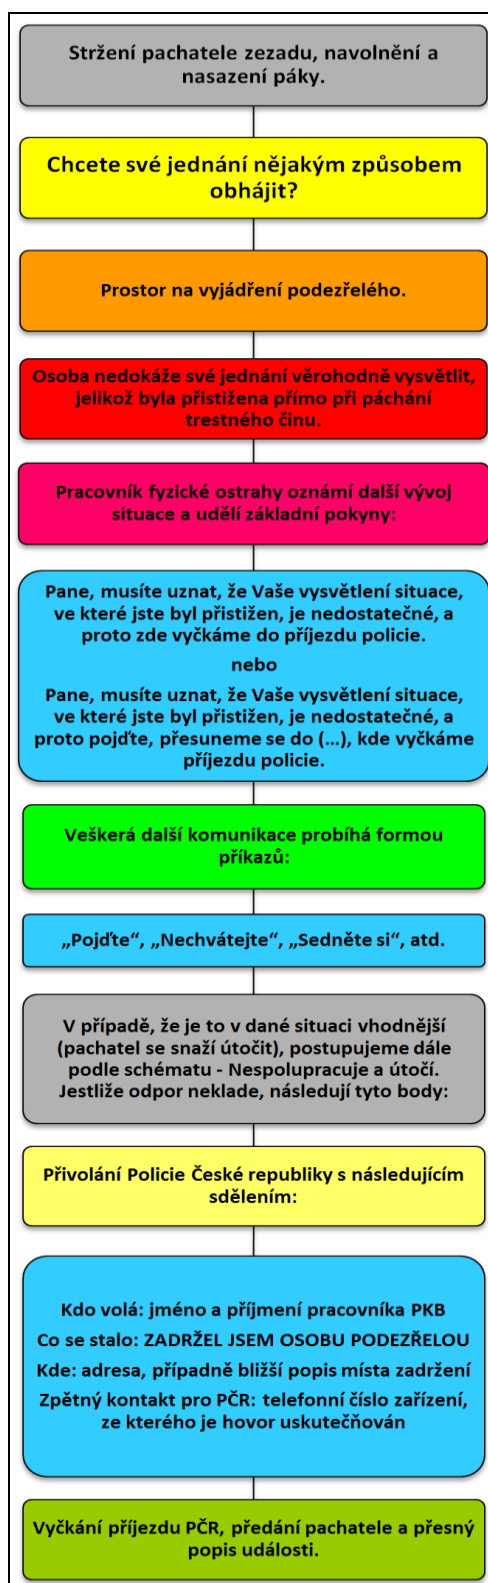 Stržení pachatele zezadu, navolnění a
nasazení páky.
Chcete své jednání nějakým způsobem
obhájit?
Prostor na vyjádření podezřelého.
Osoba nedokáže své jednání věrohodně vysvětlit,
jelikož byla přistižena přímo při páchání
trestného činu.
Pracovník fyzické ostrahy oznámí další vývoj
situace a udělí základní pokyny:
Pane, musíte uznat, že Vaše vysvětlení situace,
ve které jste byl přistižen, je nedostatečné, a
proto zde vyčkáme do příjezdu policie.
nebo
Pane, musíte uznat, že Vaše vysvětlení situace,
ve které jste byl přistižen, je nedostatečné, a
proto pojďte, přesuneme se do (…), kde vyčkáme
příjezdu policie.
Veškerá další komunikace probíhá formou
příkazů:
„Pojďte“, „Nechvátejte“, „Sedněte si“, atd.
V případě, že je to v dané situaci vhodnější
(pachatel se snaží útočit), postupujeme dále
podle schématu - Nespolupracuje a útočí.
Jestliže odpor neklade, následují tyto body:
Přivolání Policie České republiky s následujícím
sdělením:
Kdo volá: jméno a příjmení pracovníka PKB
Co se stalo: ZADRŽEL JSEM OSOBU PODEZŘELOU
Kde: adresa, případně bližší popis místa zadržení
Zpětný kontakt pro PČR: telefonní číslo zařízení,
ze kterého je hovor uskutečňován
Vyčkání příjezdu PČR, předání pachatele a přesný
popis události.